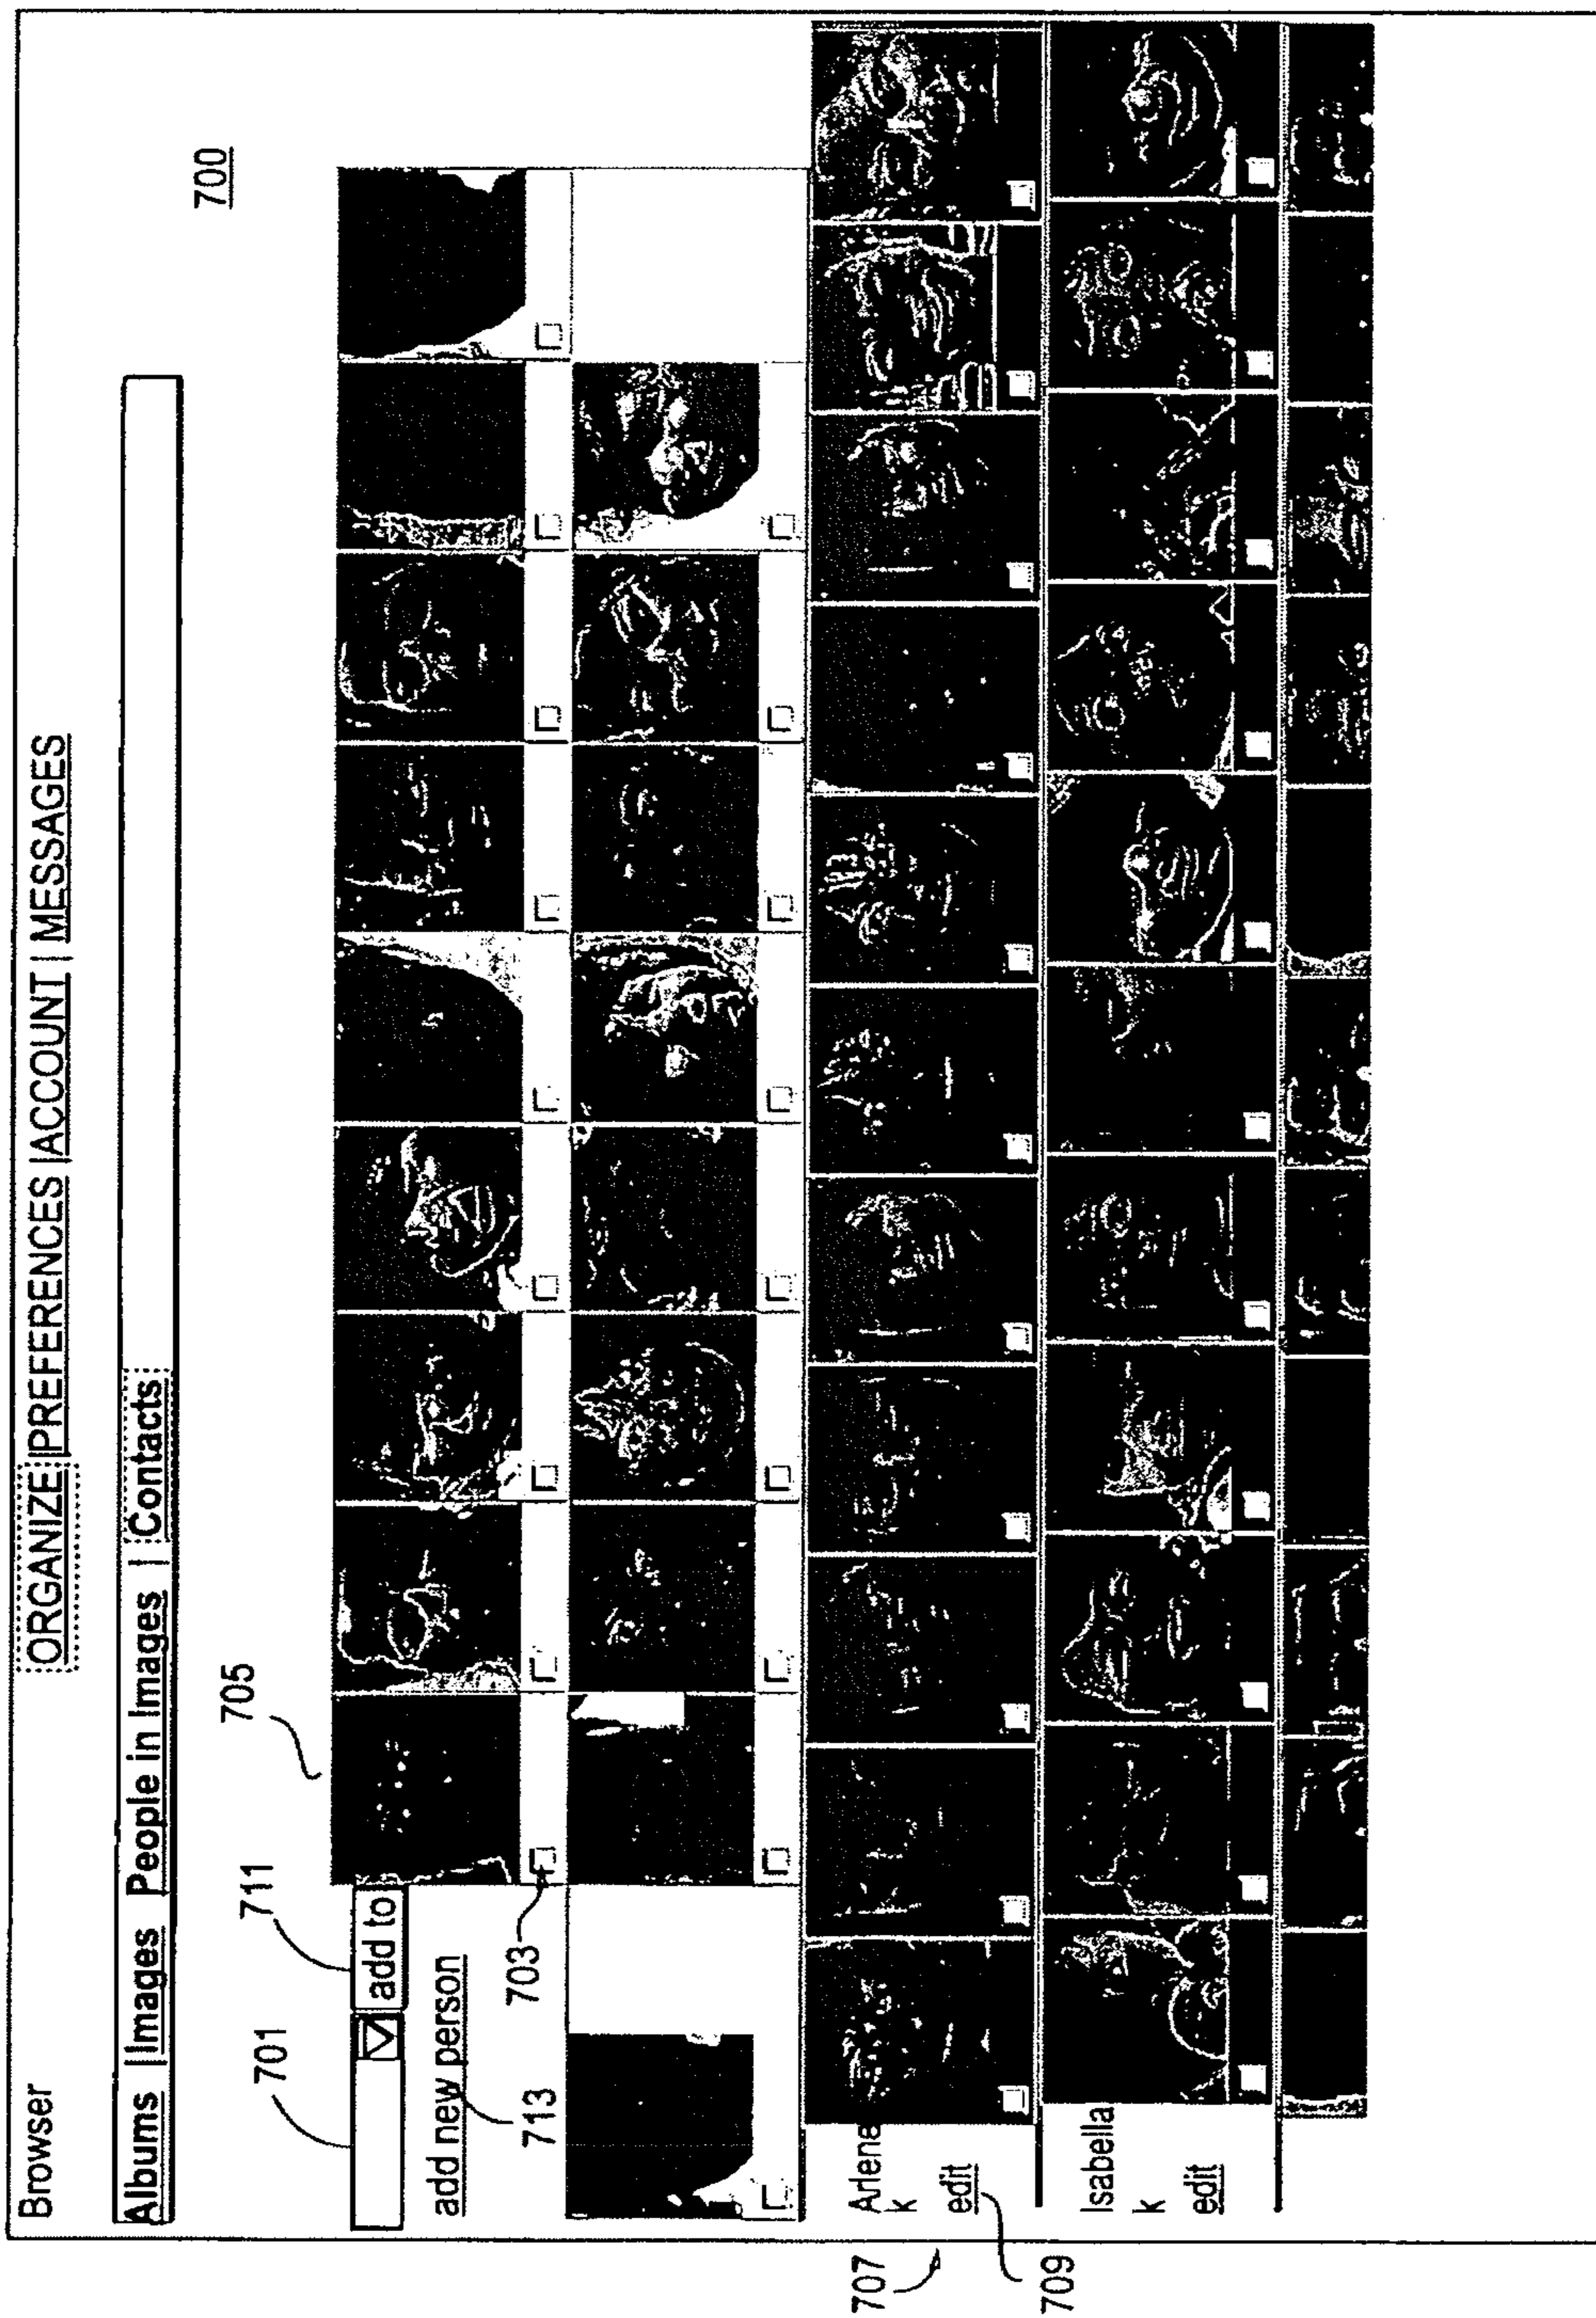 Browser
ORGANIZE|PREFERENCES|ACCOUNT|MESSAGES
Albums |Images People in Images | Contacts
700
701
711
705
add to
add new person
703
713
Arlene
k
edit
707
709
Isabella
k
edit